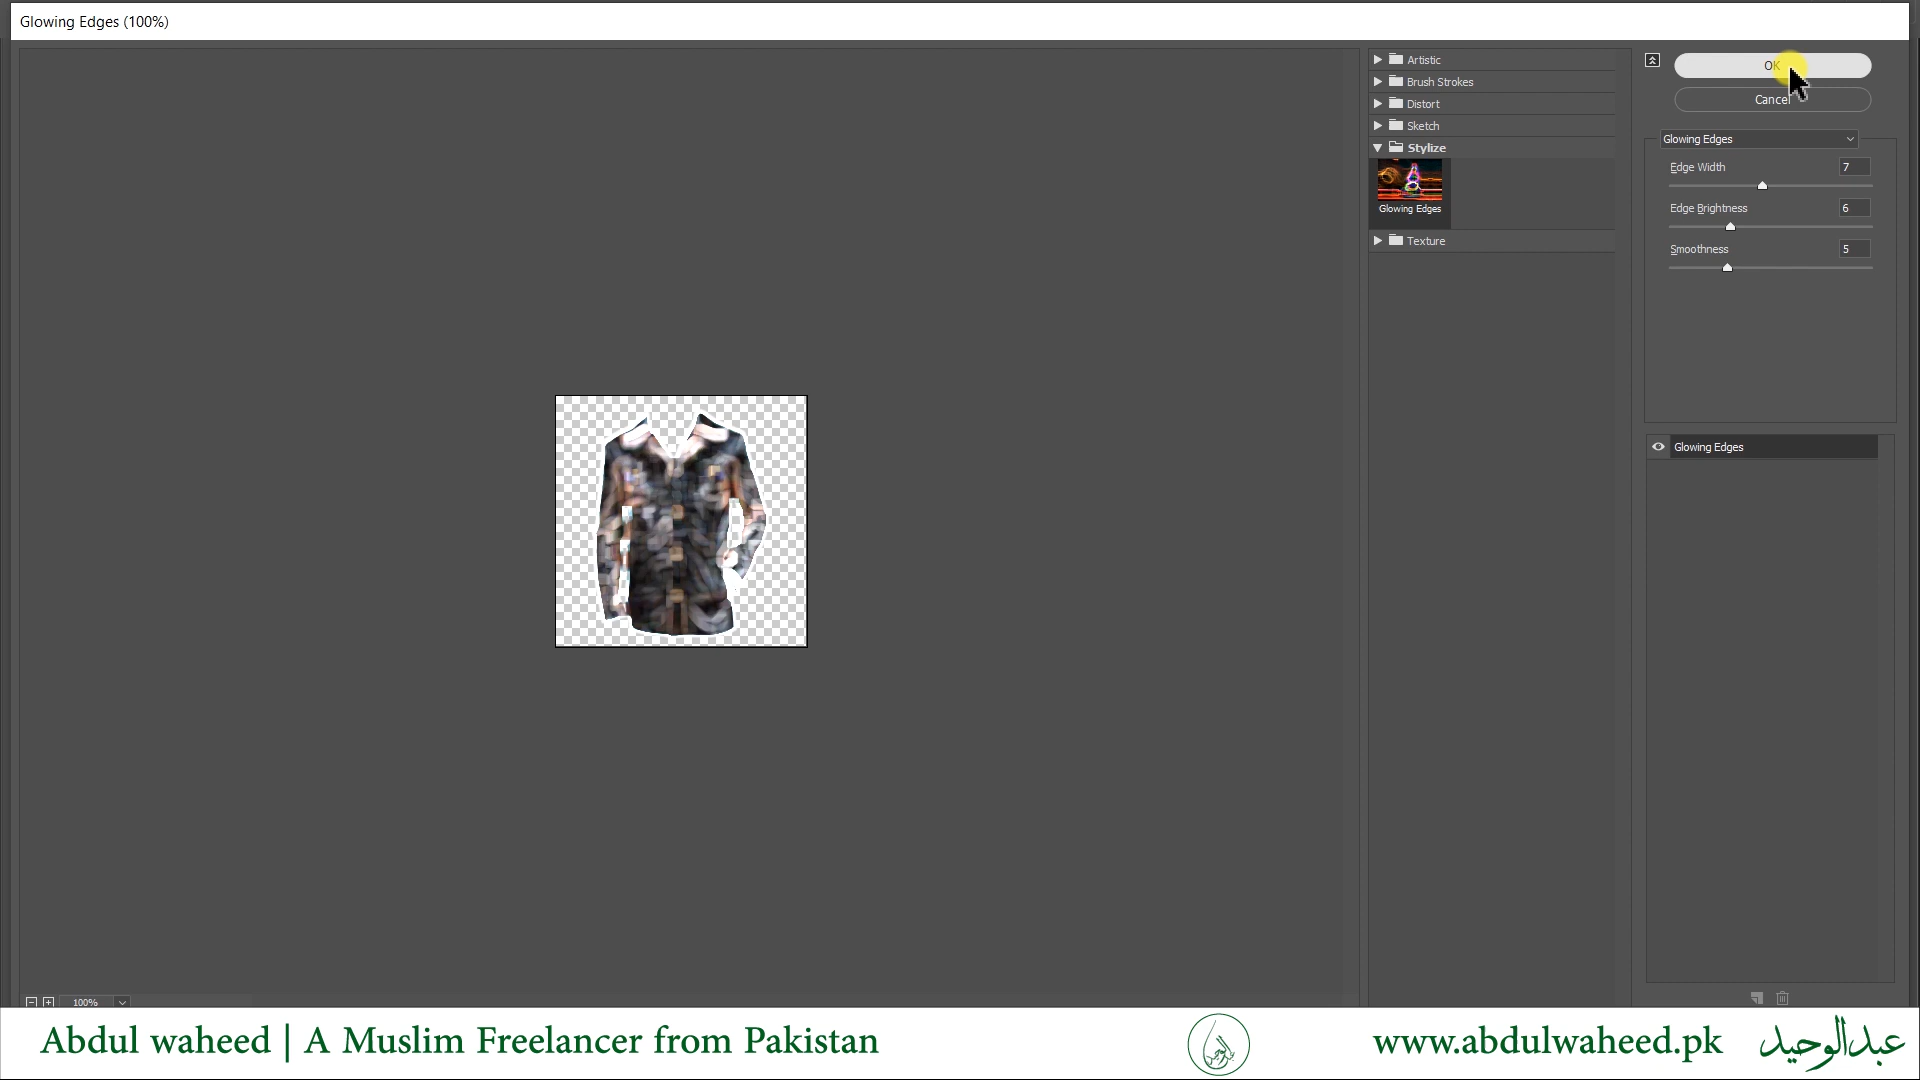 Glowing Edges (100%)
Artistic
Brush Strokes
Distort
Sketch
Stylize
Glowing Edges
Texture
OK
Cancel
Glowing Edges
Edge Width 7
Edge Brightness 6
Smoothness 5
Glowing Edges
100%
Abdul waheed | A Muslim Freelancer from Pakistan
www.abdulwaheed.pk
عبدالوحید